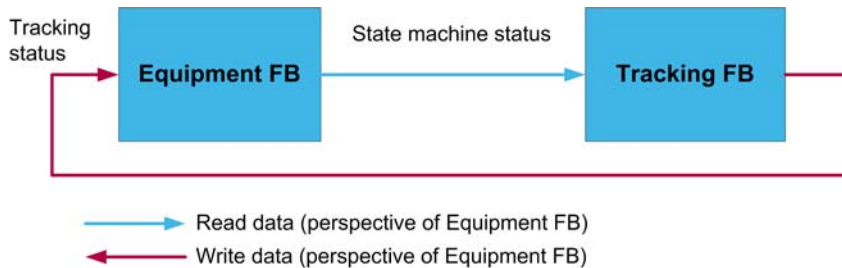 Tracking
status
State machine status
Equipment FB
Tracking FB
Read data (perspective of Equipment FB)
Write data (perspective of Equipment FB)